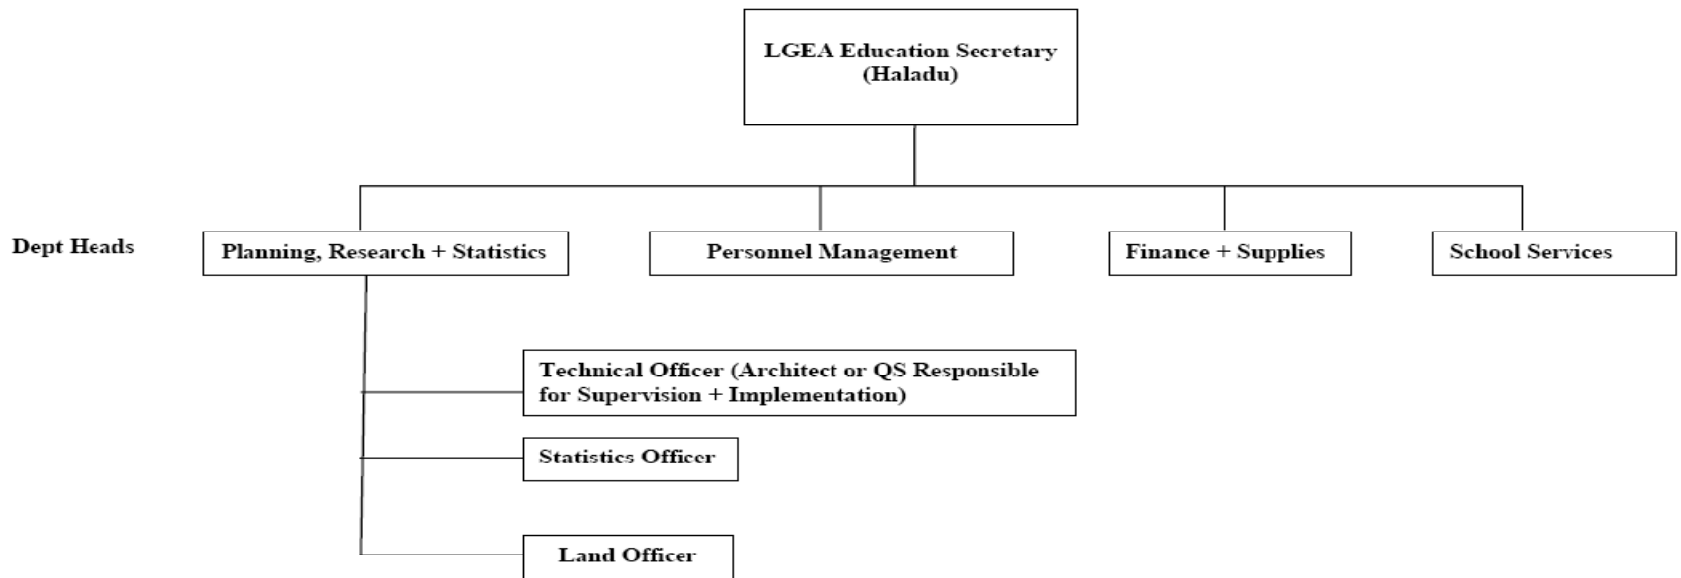 LGEA Education Secretary
(Haladu)
Dept Heads
Planning, Research + Statistics
Personnel Management
Finance + Supplies
School Services
Technical Officer (Architect or QS Responsible
for Supervision + Implementation)
Statistics Officer
Land Officer